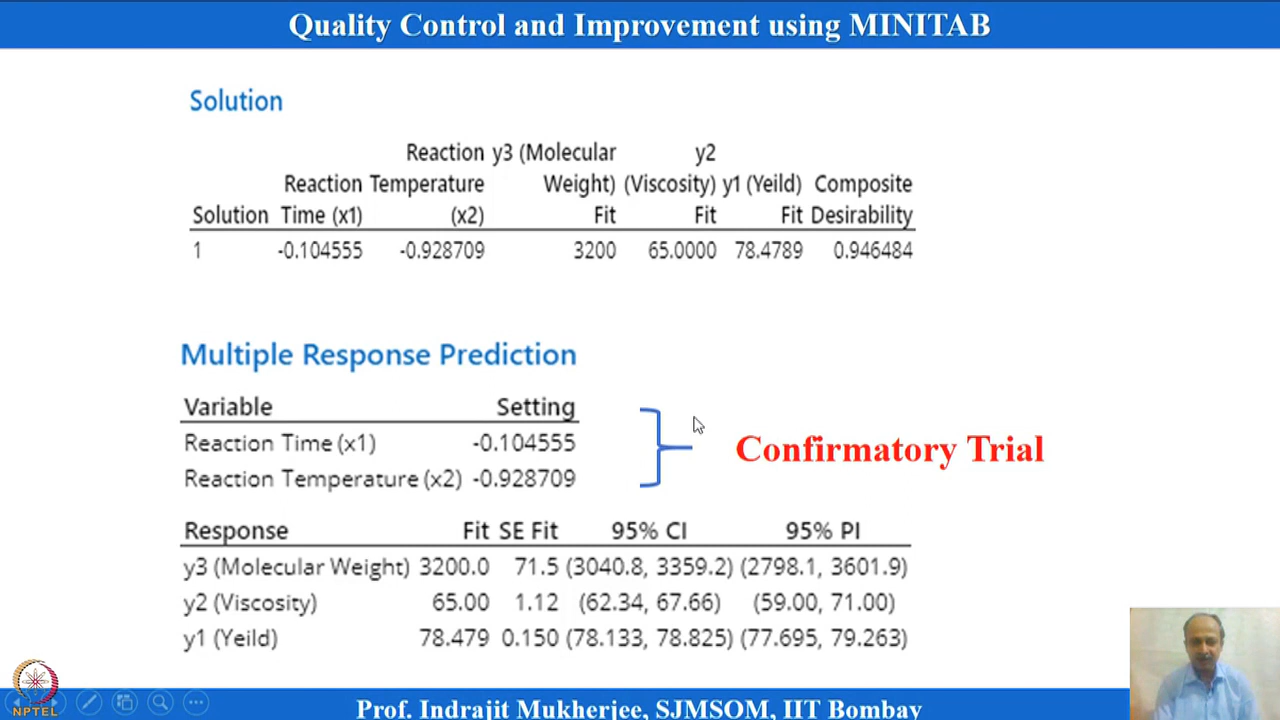 Quality Control and Improvement using MINITAB
Solution
Reaction y3 (Molecular y2
Reaction Temperature Weight) (Viscosity) y1 (Yeild) Composite
Solution Time (x1) (x2) Fit Fit Fit Desirability
1 -0.104555 -0.928709 3200 65.0000 78.4789 0.946484
Multiple Response Prediction
Variable Setting
Reaction Time (x1) -0.104555
Reaction Temperature (x2) -0.928709
Confirmatory Trial
Response Fit SE Fit 95% CI 95% PI
y3 (Molecular Weight) 3200.0 71.5 (3040.8, 3359.2) (2798.1, 3601.9)
y2 (Viscosity) 65.00 1.12 (62.34, 67.66) (59.00, 71.00)
y1 (Yeild) 78.479 0.150 (78.133, 78.825) (77.695, 79.263)
NPTEL
Prof. Indrajit Mukherjee, SJMSOM, IIT Bombay